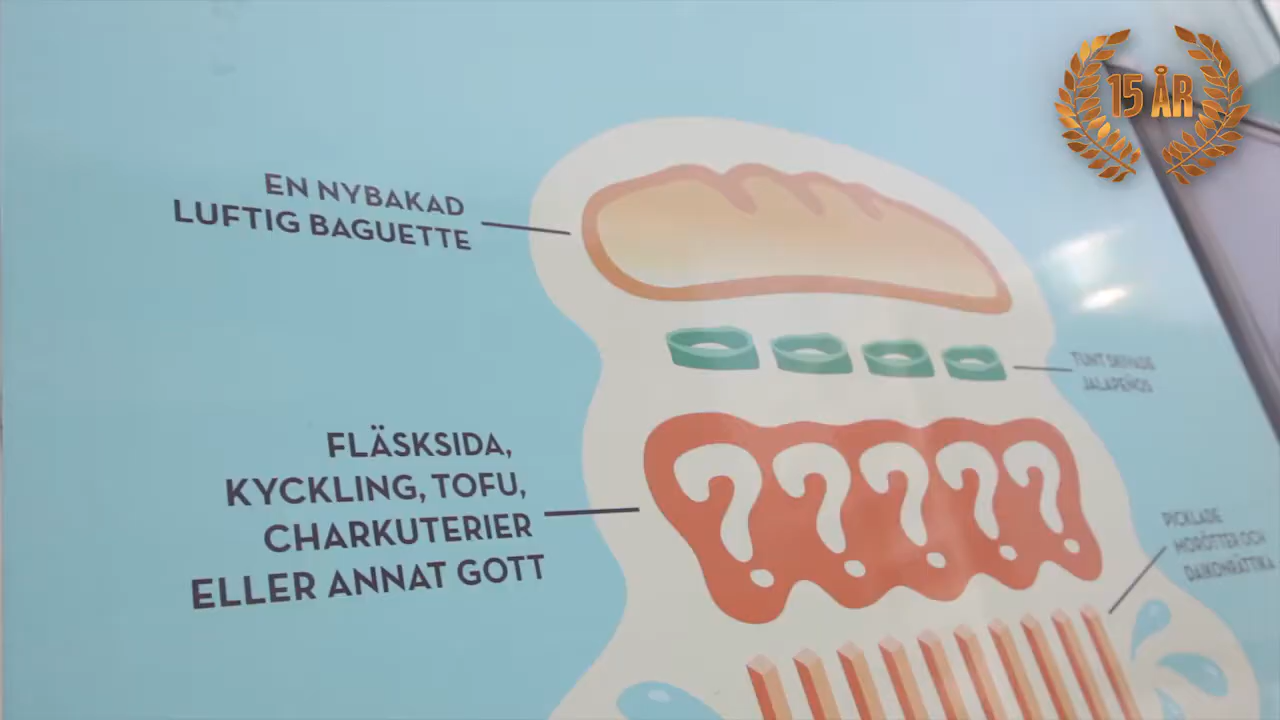 15 ÅR
EN NYBAKAD
LUFTIG BAGUETTE
TUNT SKIVADE
JALAPEÑOS
FLÄSKSIDA,
KYCKLING, TOFU,
CHARKUTERIER
ELLER ANNAT GOTT
PICKLADE
MORÖTTER OCH
DAIKONRÄTTIKA